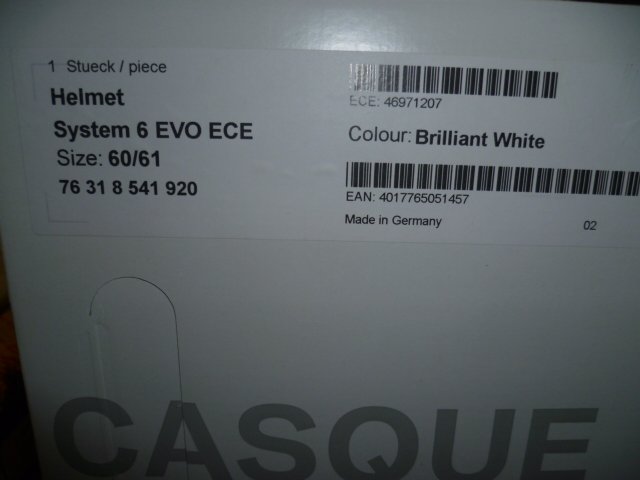 1 Stueck / piece
Helmet
System 6 EVO ECE
Size: 60/61
76 31 8 541 920
ECE: 46971207
Colour: Brilliant White
EAN: 4017765051457
Made in Germany
02
CASQUE